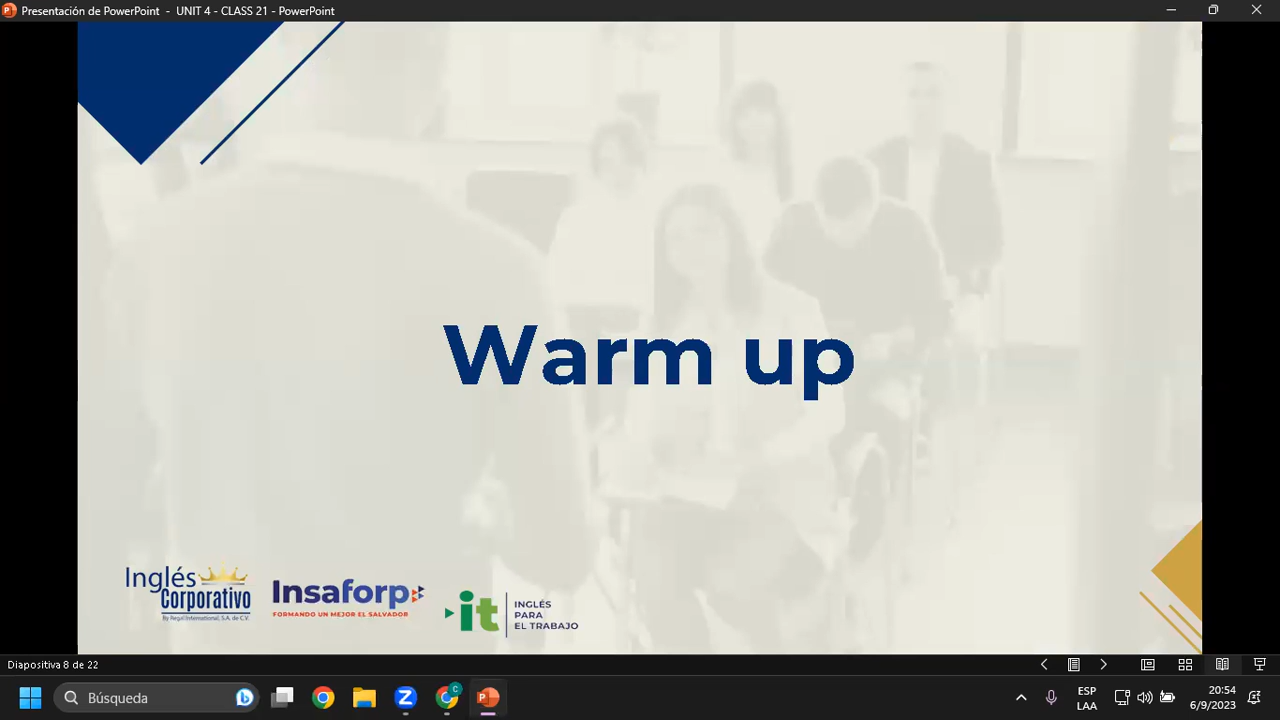 Presentación de PowerPoint - UNIT 4 - CLASS 21 - PowerPoint
Warm up
Inglés
Corporativo
By Regal International, S.A. de C.V.
Insaforp
FORMANDO UN MEJOR EL SALVADOR
it
INGLÉS
PARA
EL TRABAJO
Diapositiva 8 de 22
Búsqueda
ESP
LAA
20:54
6/9/2023